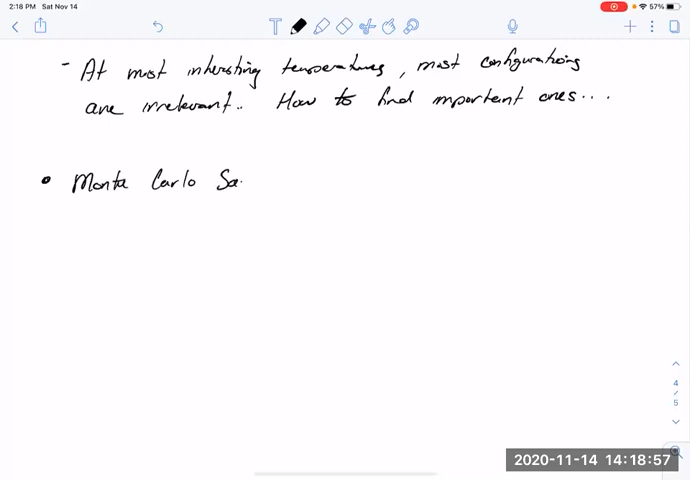 2:18 PM Sat Nov 14
57%
- At most interesting temperatures, most configurations
are irrelevant.. How to find important ones...
• Monte Carlo Sa
4
/
5
2020-11-14 14:18:57